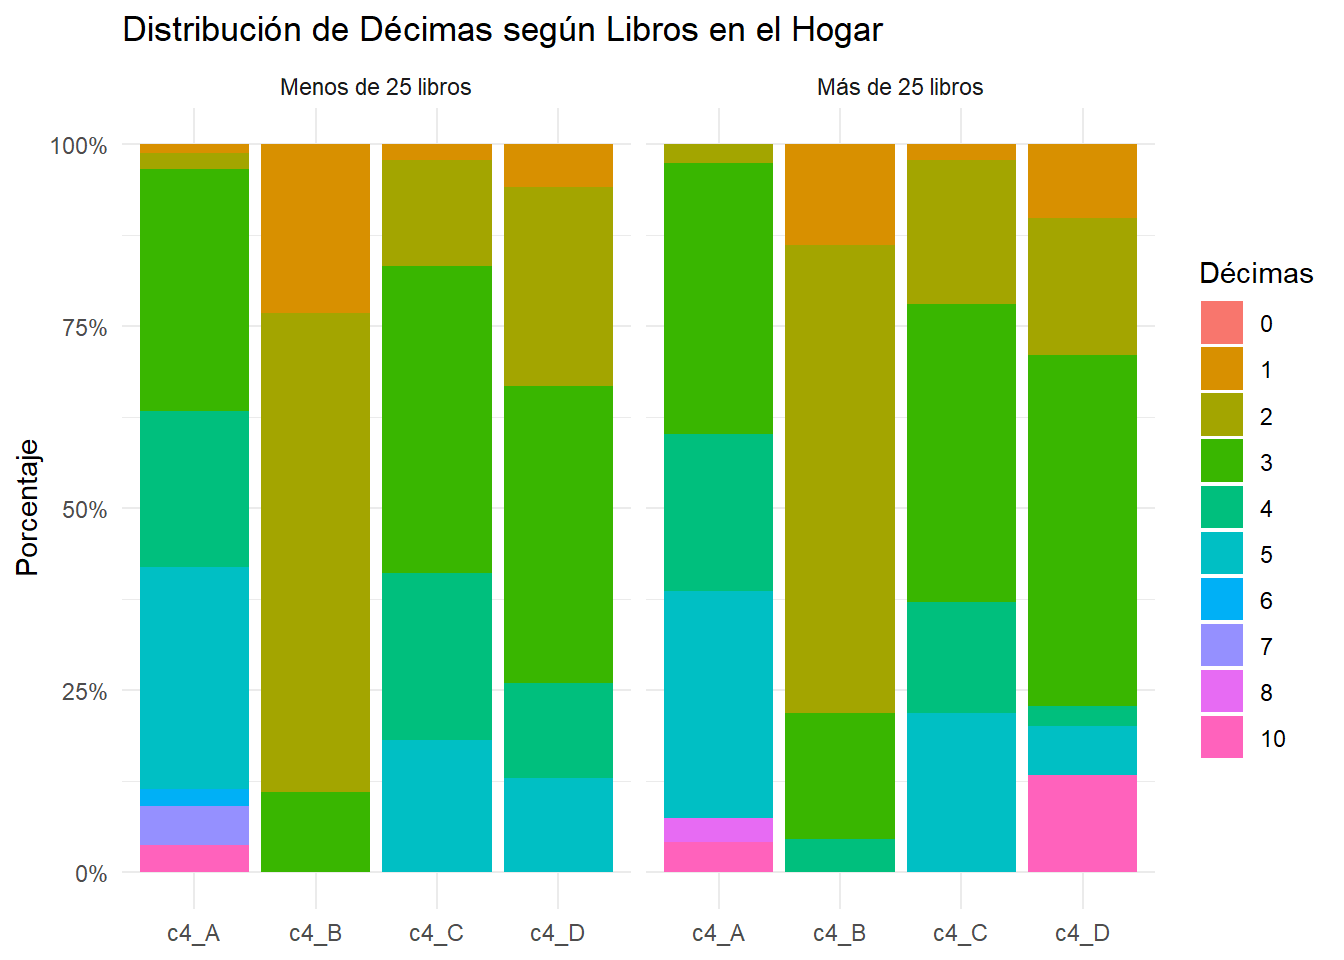 Distribución de Décimas según Libros en el Hogar
Menos de 25 libros
Más de 25 libros
100%
75%
50%
25%
0%
Porcentaje
c4_A
c4_B
c4_C
c4_D
c4_A
c4_B
c4_C
c4_D
Décimas
0
1
2
3
4
5
6
7
8
10